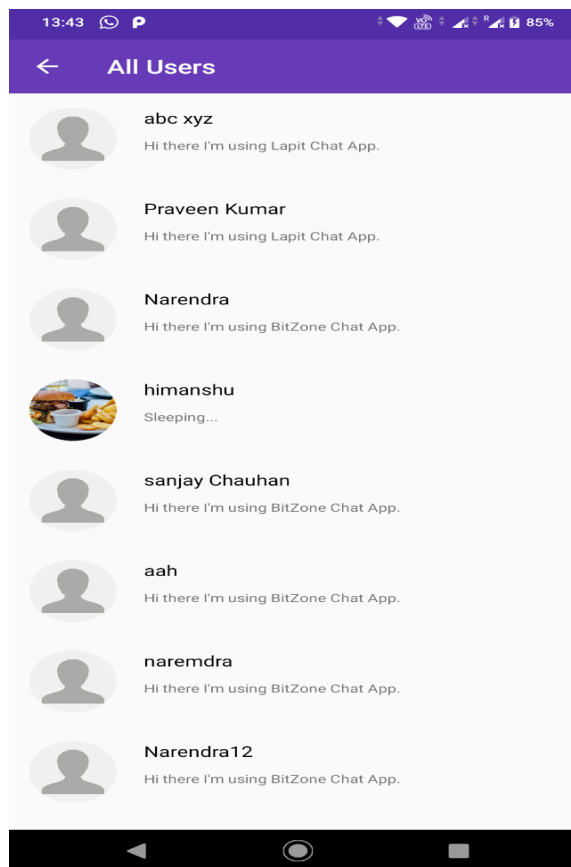 13:43 85%
All Users
abc xyz
Hi there I'm using Lapit Chat App.
Praveen Kumar
Hi there I'm using Lapit Chat App.
Narendra
Hi there I'm using BitZone Chat App.
himanshu
Sleeping...
sanjay Chauhan
Hi there I'm using BitZone Chat App.
aah
Hi there I'm using BitZone Chat App.
naremdra
Hi there I'm using BitZone Chat App.
Narendra12
Hi there I'm using BitZone Chat App.